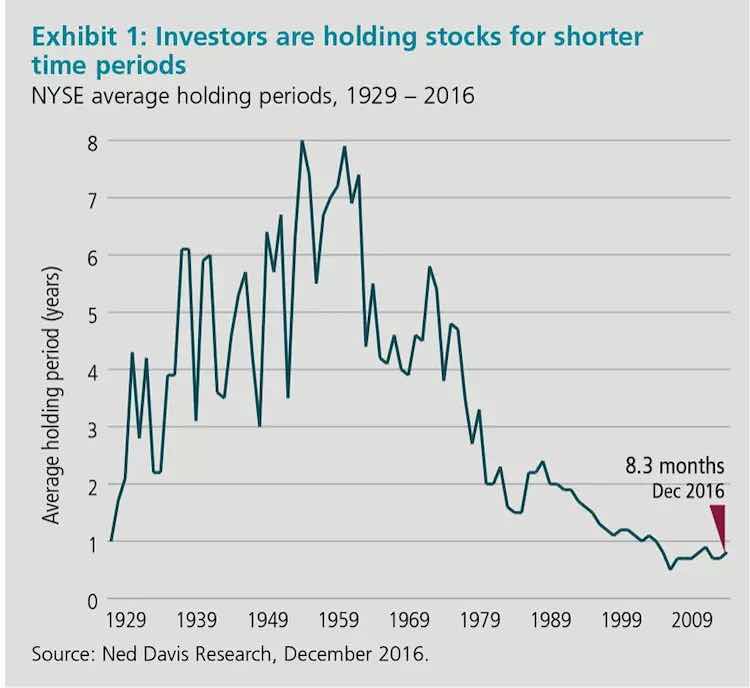 Exhibit 1: Investors are holding stocks for shorter
time periods
NYSE average holding periods, 1929 – 2016
Average holding period (years)
8
7
6
5
4
3
2
1
0
8.3 months
Dec 2016
1929 1939 1949 1959 1969 1979 1989 1999 2009
Source: Ned Davis Research, December 2016.